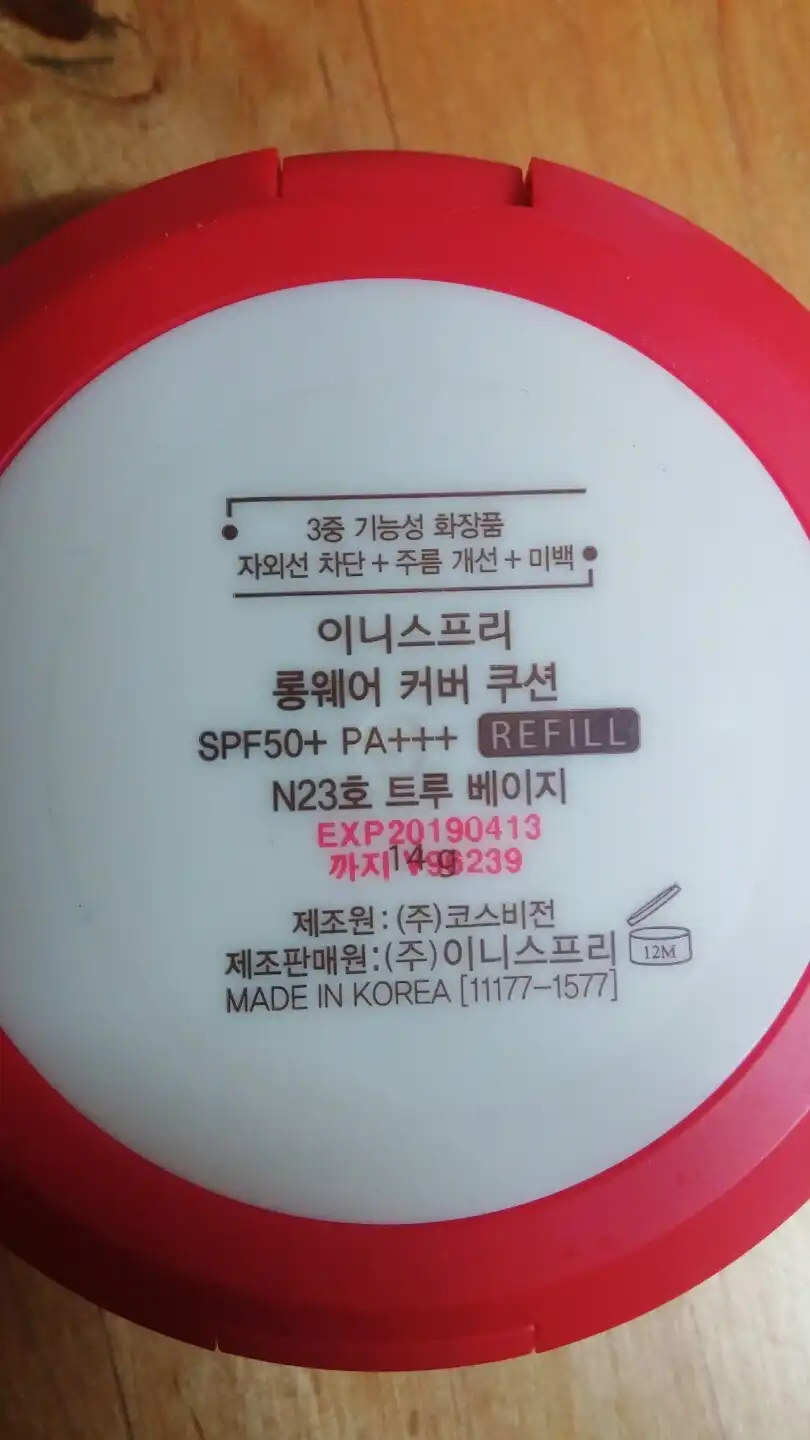 3중 기능성 화장품
자외선 차단 + 주름 개선 + 미백
이니스프리
롱웨어 커버 쿠션
SPF50+ PA+++ REFILL
N23호 트루 베이지
EXP20190413
까지 14 g
제조원 : (주)코스비전
제조판매원:(주)이니스프리 12M
MADE IN KOREA [11177-1577]